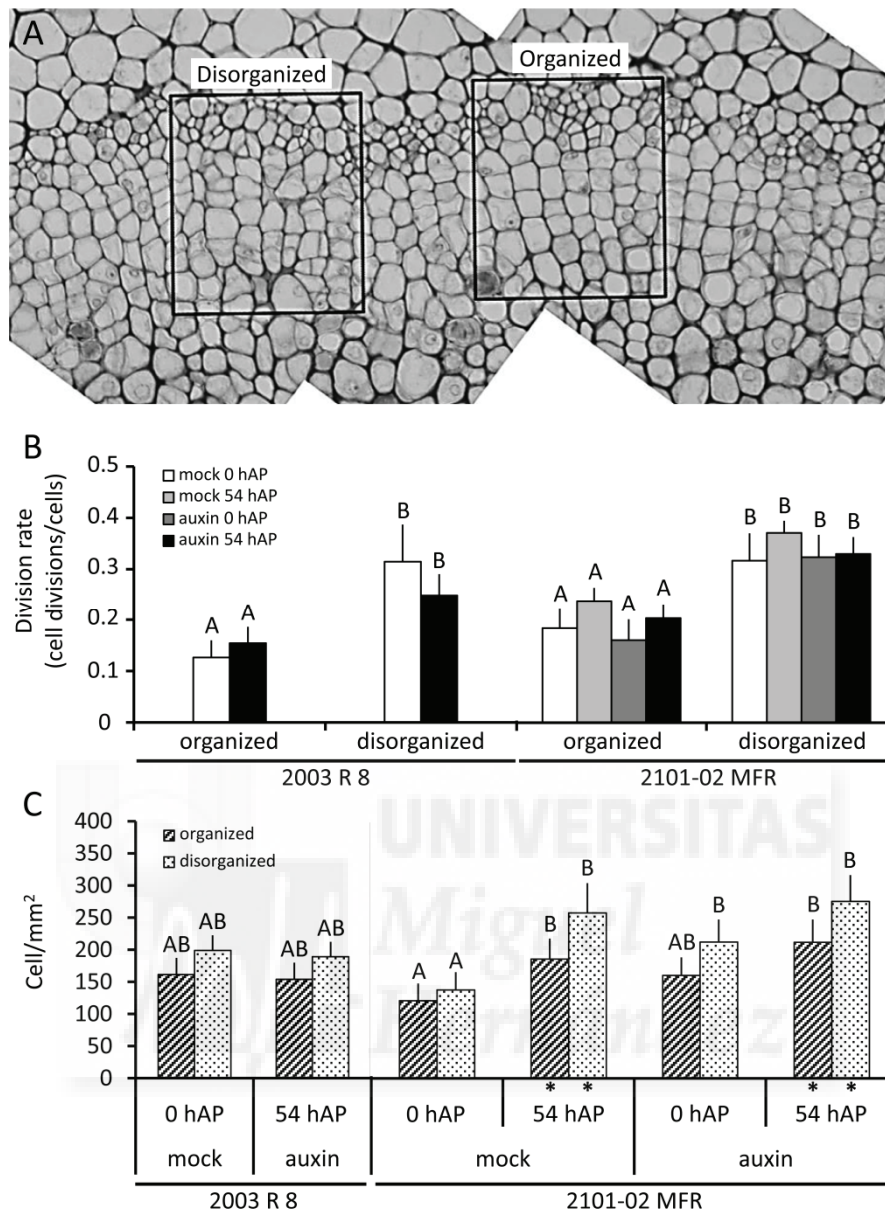 A
Disorganized
Organized
B
Division rate
(cell divisions/cells)
0.5
0.4
0.3
0.2
0.1
0
mock 0 hAP
mock 54 hAP
auxin 0 hAP
auxin 54 hAP
A A B B A A A A B B B B
organized disorganized organized disorganized
2003 R 8 2101-02 MFR
C
Cell/mm²
400
350
300
250
200
150
100
50
0
organized
disorganized
UNIVERSITAS
Miguel
Hernández
AB AB AB AB A A B B AB B B B
* * * *
0 hAP 54 hAP 0 hAP 54 hAP 0 hAP 54 hAP
mock auxin mock auxin
2003 R 8 2101-02 MFR